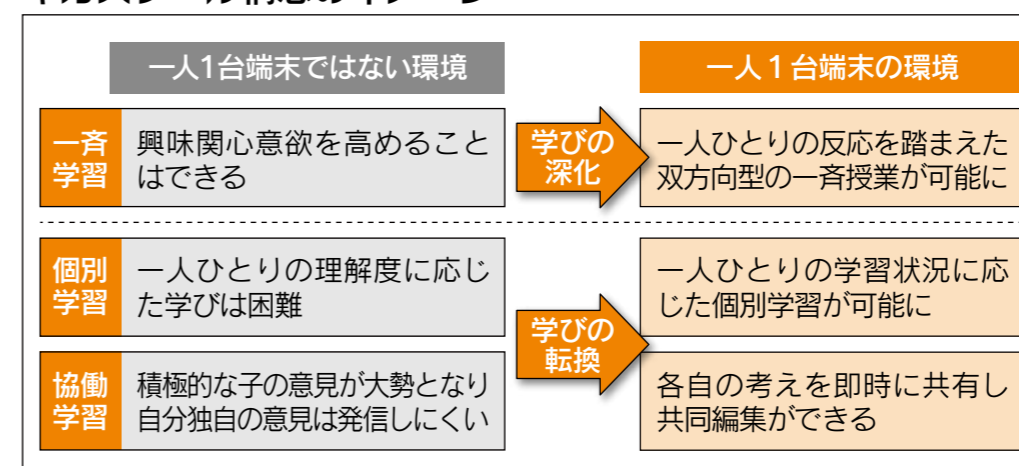 一人1台端末ではない環境
一人1台端末の環境
一斉
学習
興味関心意欲を高めること
はできる
学びの
深化
一人ひとりの反応を踏まえた
双方向型の一斉授業が可能に
個別
学習
一人ひとりの理解度に応じ
た学びは困難
学びの
転換
一人ひとりの学習状況に応
じた個別学習が可能に
協働
学習
積極的な子の意見が大勢となり
自分独自の意見は発信しにくい
各自の考えを即時に共有し
共同編集ができる